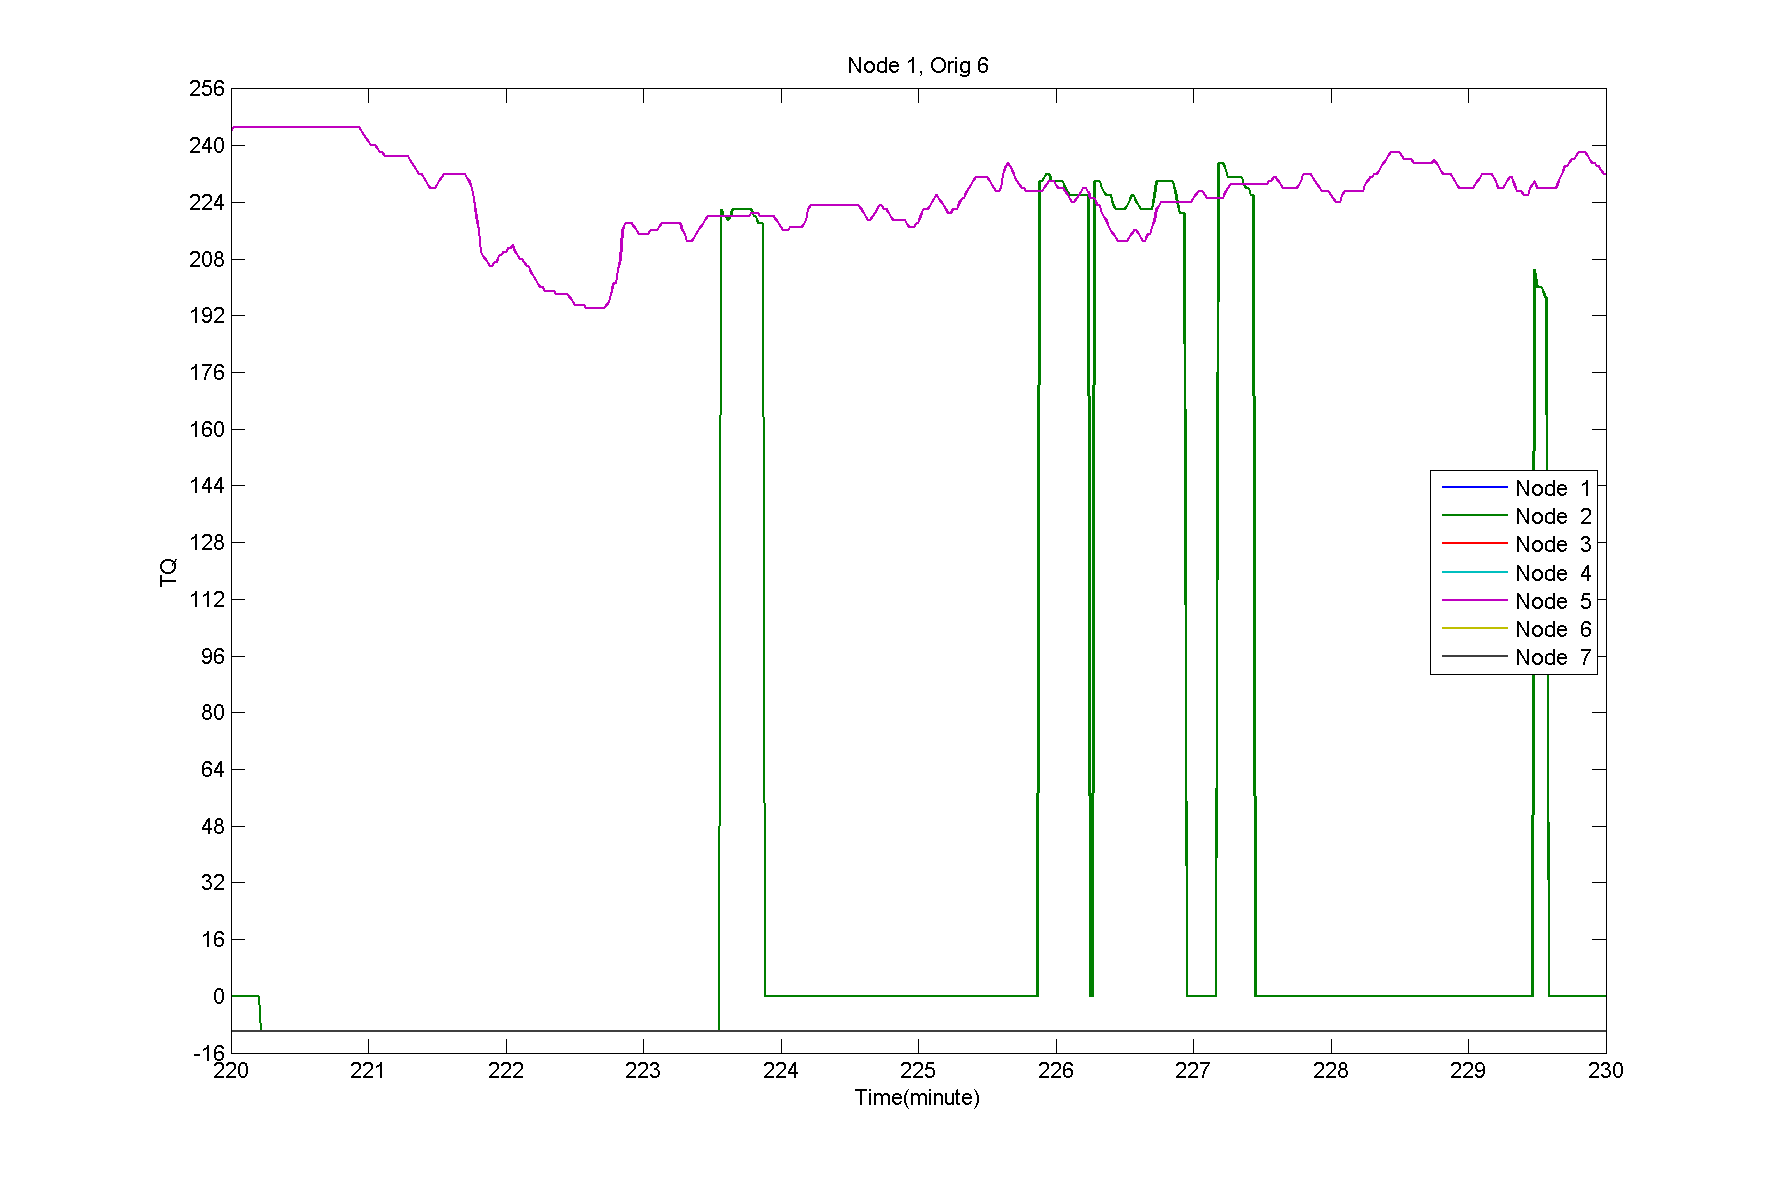 Node 1, Orig 6
256
240
224
208
192
176
160
144
128
112
96
80
64
48
32
16
0
-16
TQ
Node 1
Node 2
Node 3
Node 4
Node 5
Node 6
Node 7
220 221 222 223 224 225 226 227 228 229 230
Time(minute)